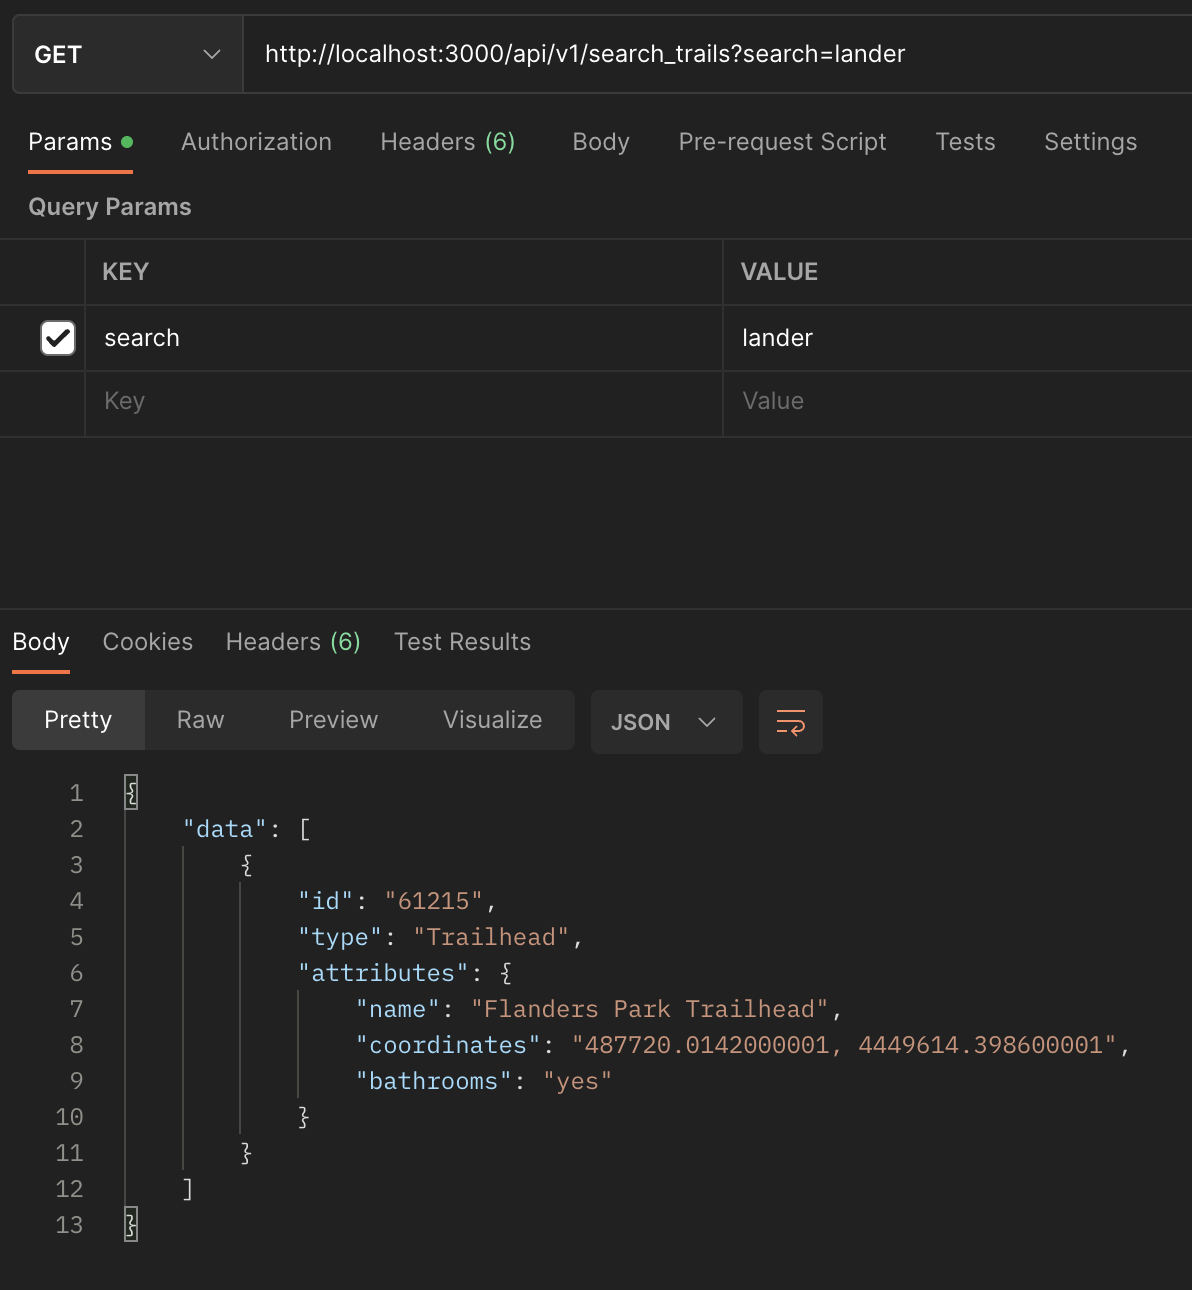 GET http://localhost:3000/api/v1/search_trails?search=lander
Params Authorization Headers (6) Body Pre-request Script Tests Settings
Query Params
KEY VALUE
search lander
Key Value
Body Cookies Headers (6) Test Results
Pretty Raw Preview Visualize JSON
1 {
2 "data": [
3 {
4 "id": "61215",
5 "type": "Trailhead",
6 "attributes": {
7 "name": "Flanders Park Trailhead",
8 "coordinates": "487720.0142000001, 4449614.398600001",
9 "bathrooms": "yes"
10 }
11 }
12 ]
13 }